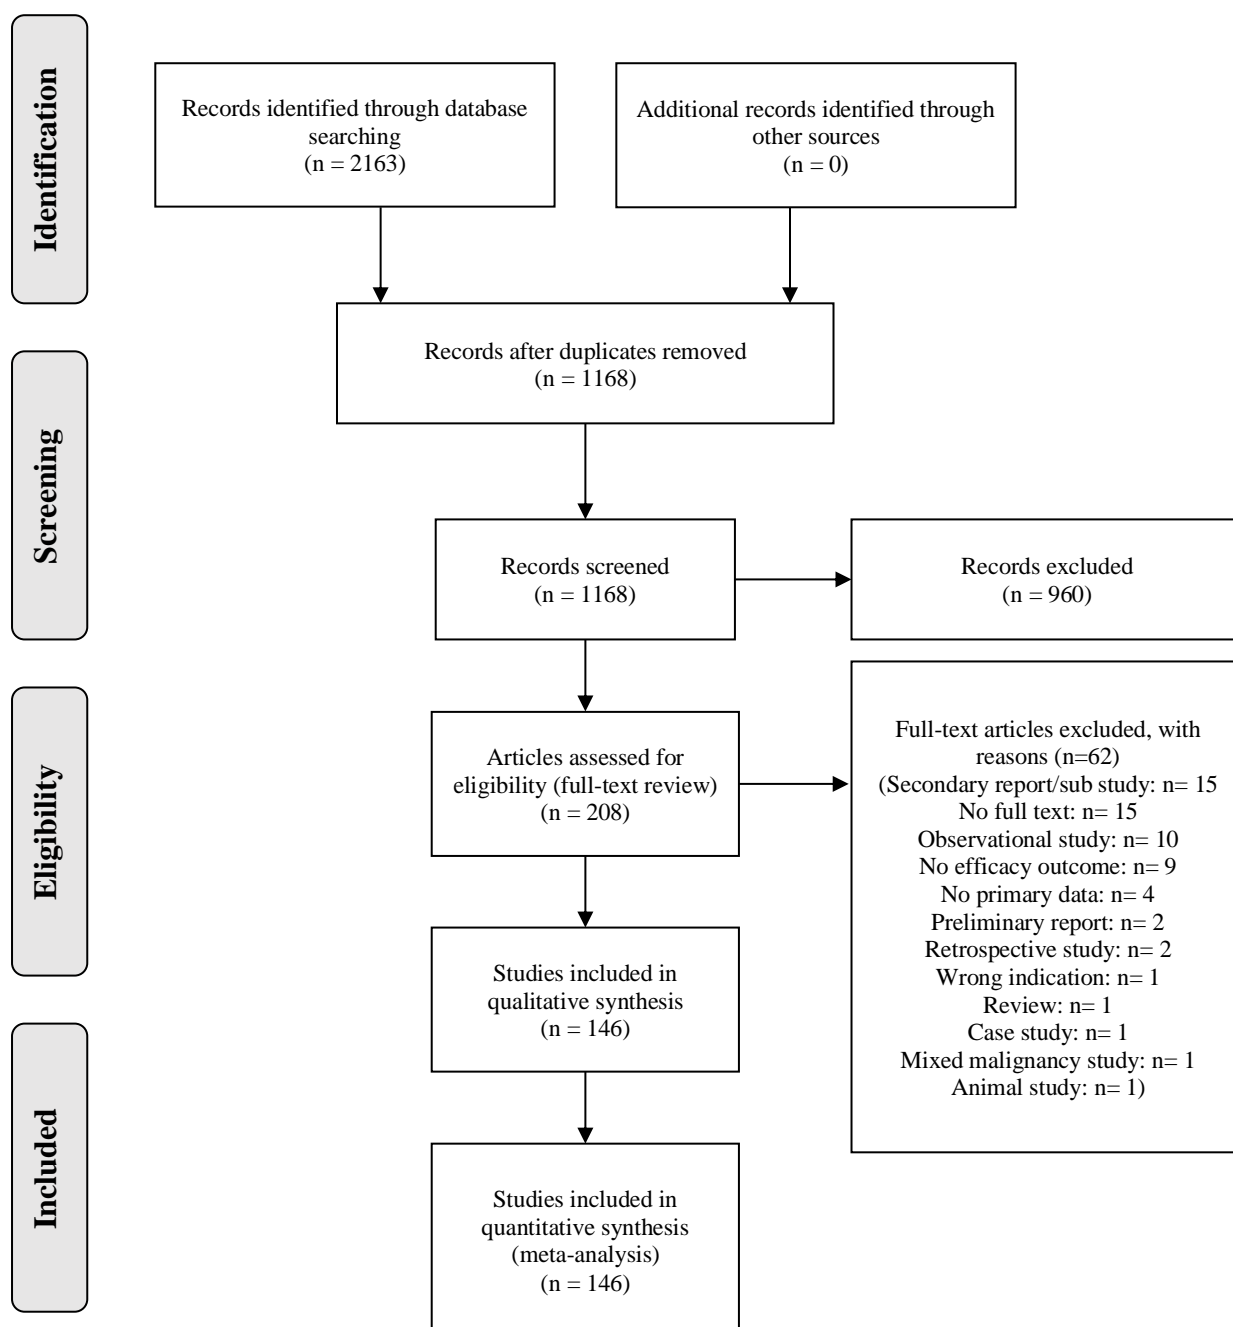 Identification
Records identified through database
searching
(n = 2163)
Additional records identified through
other sources
(n = 0)
Records after duplicates removed
(n = 1168)
Screening
Records screened
(n = 1168)
Records excluded
(n = 960)
Eligibility
Articles assessed for
eligibility (full-text review)
(n = 208)
Full-text articles excluded, with
reasons (n=62)
(Secondary report/sub study: n= 15
No full text: n= 15
Observational study: n= 10
No efficacy outcome: n= 9
No primary data: n= 4
Preliminary report: n= 2
Retrospective study: n= 2
Wrong indication: n= 1
Review: n= 1
Case study: n= 1
Mixed malignancy study: n= 1
Animal study: n= 1)
Studies included in
qualitative synthesis
(n = 146)
Included
Studies included in
quantitative synthesis
(meta-analysis)
(n = 146)